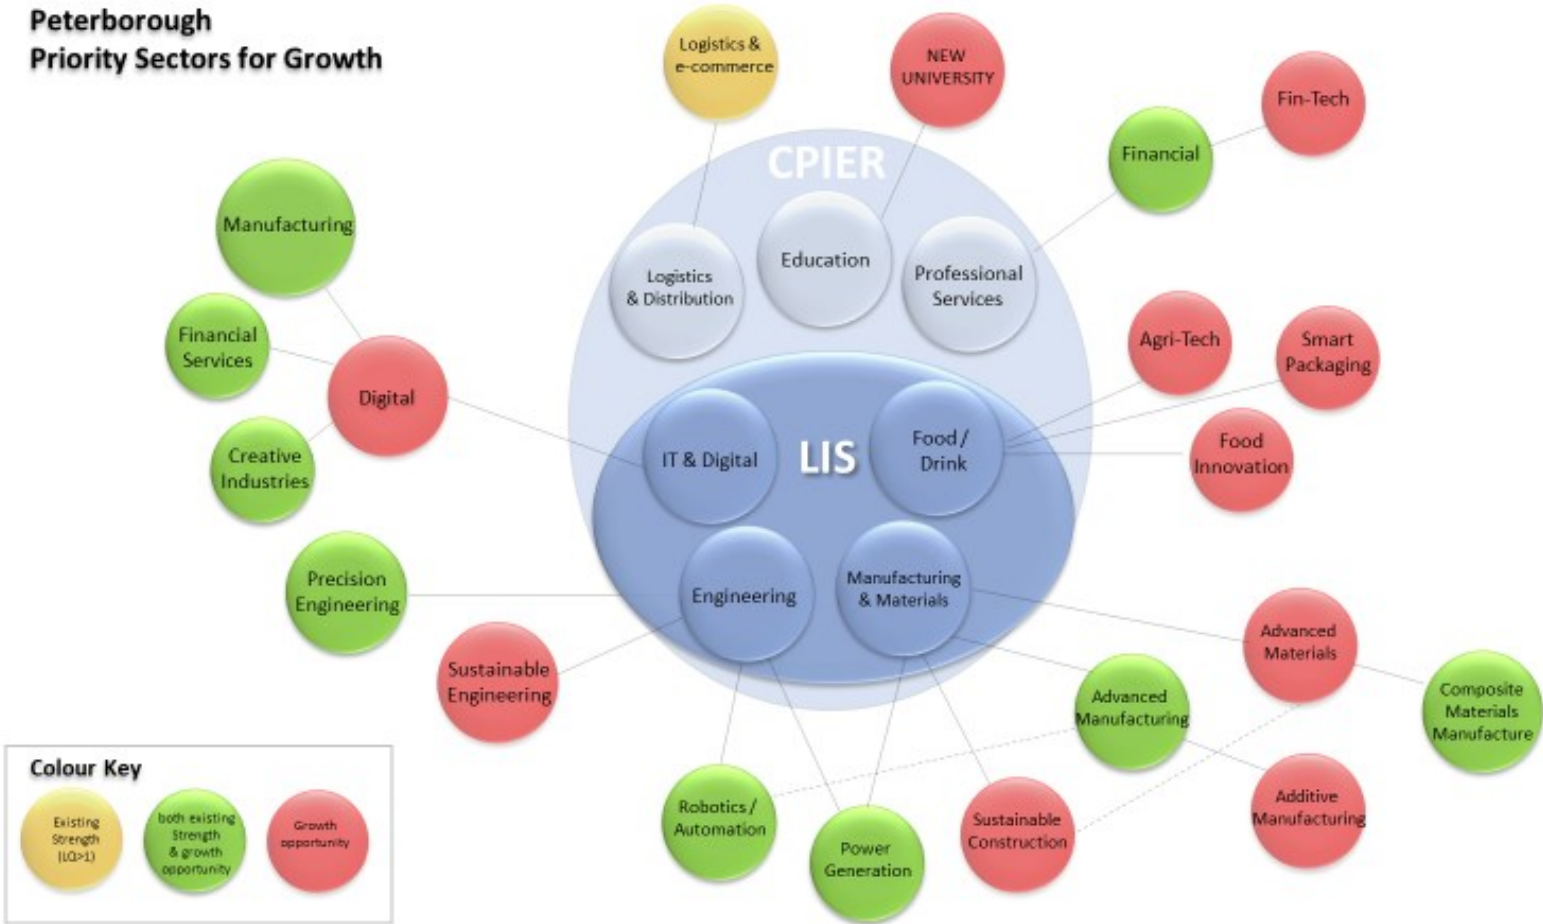 Peterborough
Priority Sectors for Growth
Logistics &
e-commerce
NEW
UNIVERSITY
Fin-Tech
Financial
CPIER
Manufacturing
Education
Logistics
& Distribution
Professional
Services
Financial
Services
Agri-Tech
Smart
Packaging
Digital
Creative
Industries
IT & Digital
LIS
Food /
Drink
Food
Innovation
Precision
Engineering
Engineering
Manufacturing
& Materials
Sustainable
Engineering
Advanced
Materials
Advanced
Manufacturing
Composite
Materials
Manufacture
Robotics /
Automation
Power
Generation
Sustainable
Construction
Additive
Manufacturing
Colour Key
Existing
Strength
(LQ>1)
both existing
Strength
& growth
opportunity
Growth
opportunity